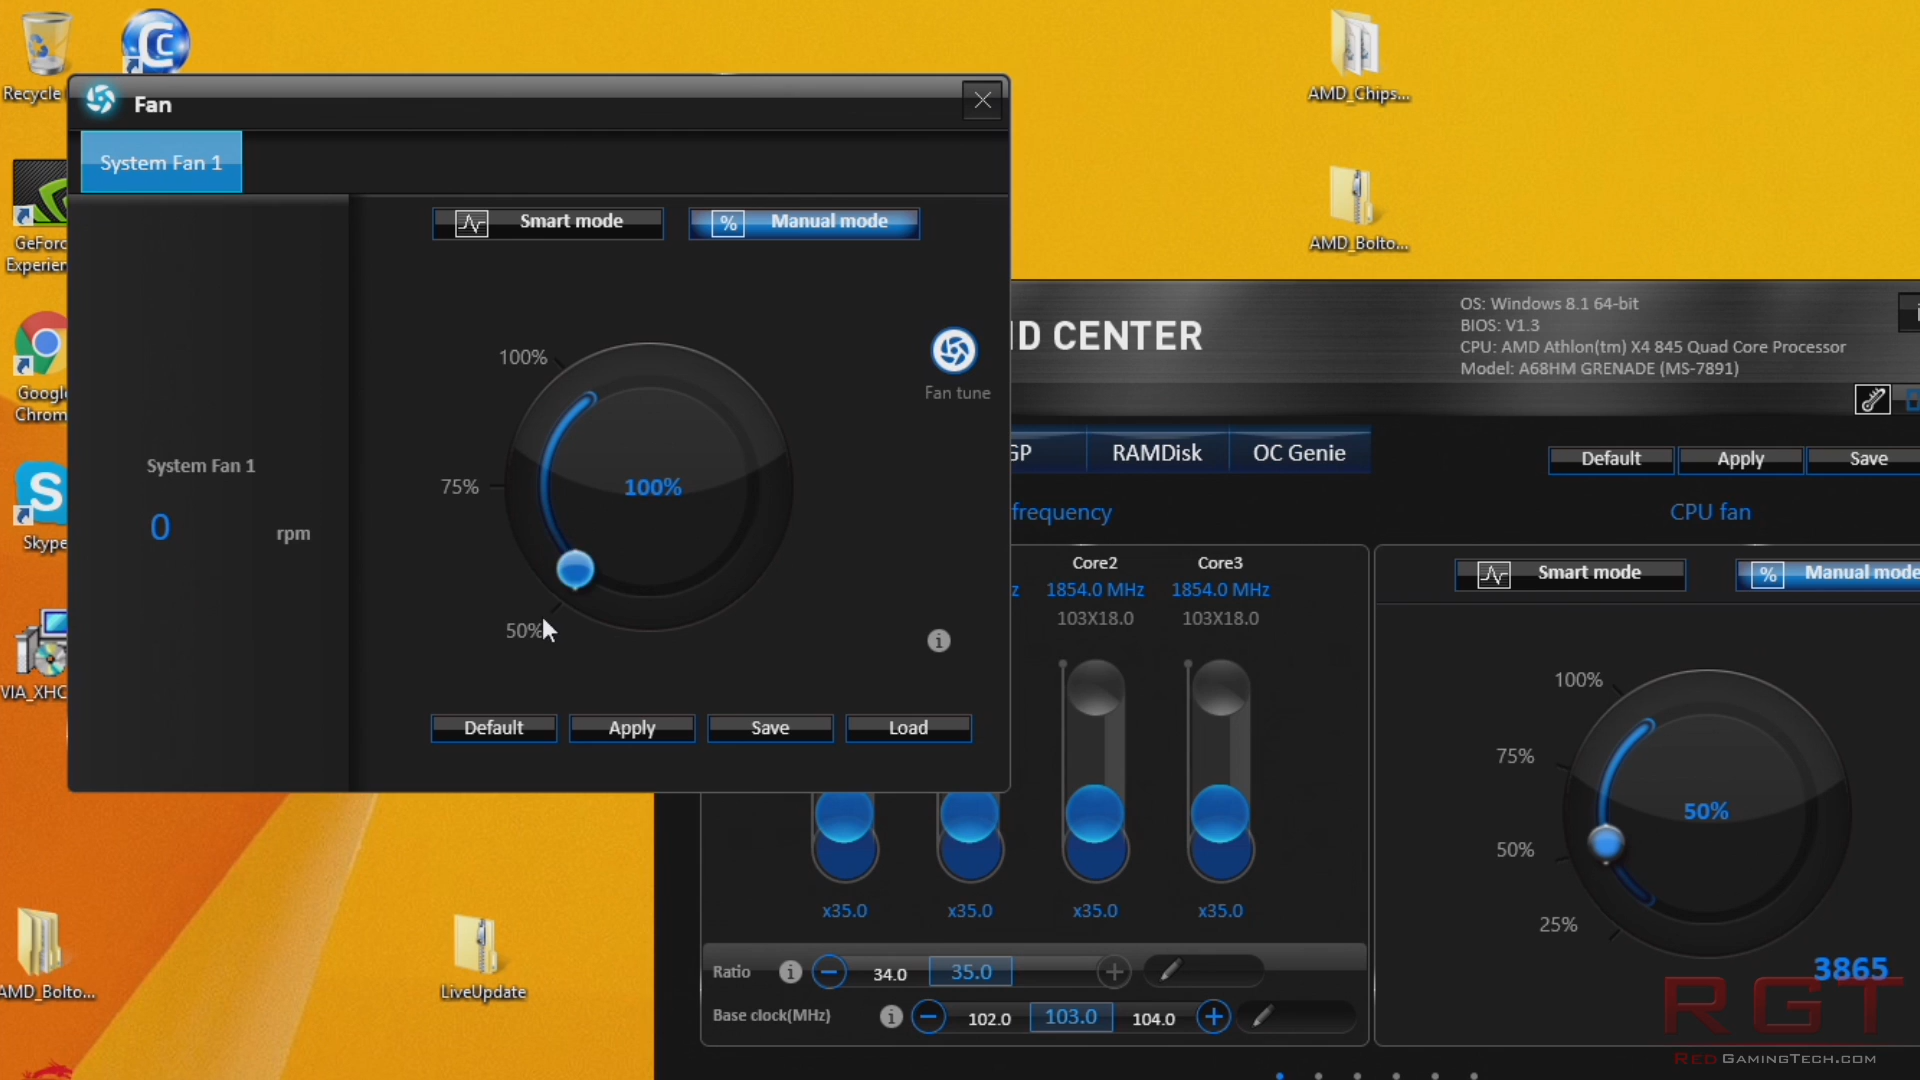 Recycle
AMD_Chips...
Fan
System Fan 1
Smart mode
% Manual mode
AMD_Bolto...
GeForc
Experien
D CENTER
OS: Windows 8.1 64-bit
BIOS: V1.3
CPU: AMD Athlon(tm) X4 845 Quad Core Processor
Model: A68HM GRENADE (MS-7891)
100%
Fan tune
Google
Chrom
GP
RAMDisk
OC Genie
Default
Apply
Save
System Fan 1
75%
100%
0
rpm
frequency
CPU fan
Skype
Core2
Core3
z
1854.0 MHz
1854.0 MHz
103X18.0
103X18.0
Smart mode
% Manual mode
50%
VIA_XHC
Default
Apply
Save
Load
100%
75%
50%
50%
25%
x35.0
x35.0
x35.0
x35.0
Ratio
34.0
35.0
Base clock(MHz)
102.0
103.0
104.0
3865
AMD_Bolto...
LiveUpdate
RGT
RedGamingTech.com